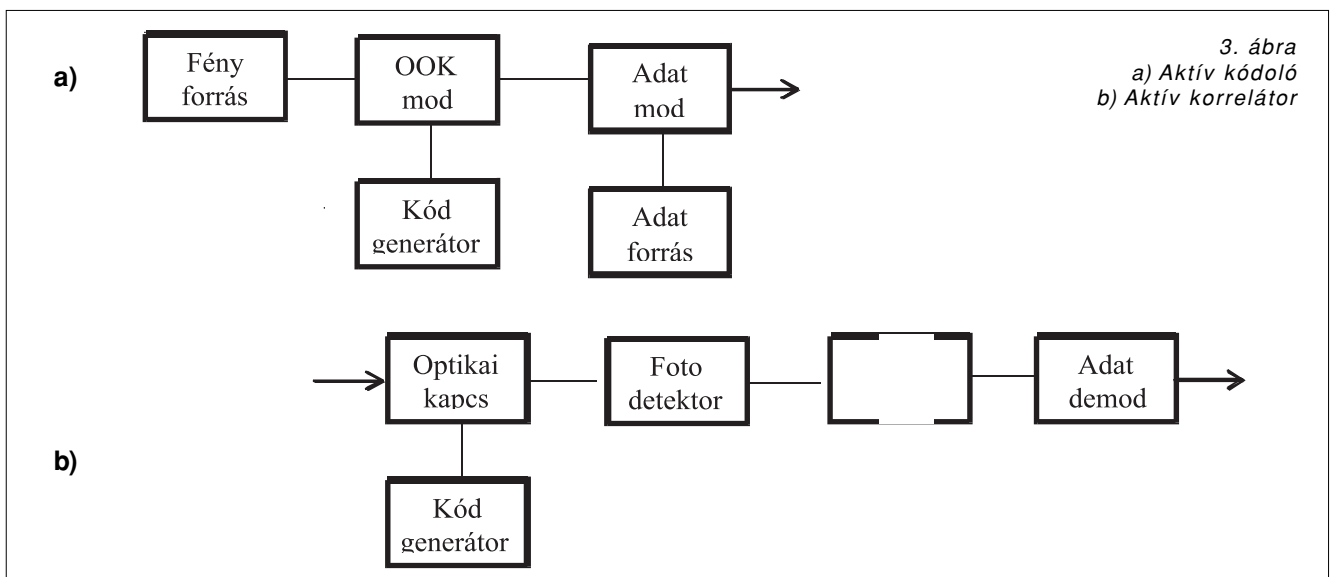 3. ábra
a) Aktív kódoló
b) Aktív korrelátor
a)
Fény
forrás
OOK
mod
Adat
mod
Kód
generátor
Adat
forrás
Optikai
kapcs
Foto
detektor
Adat
demod
b)
Kód
generátor